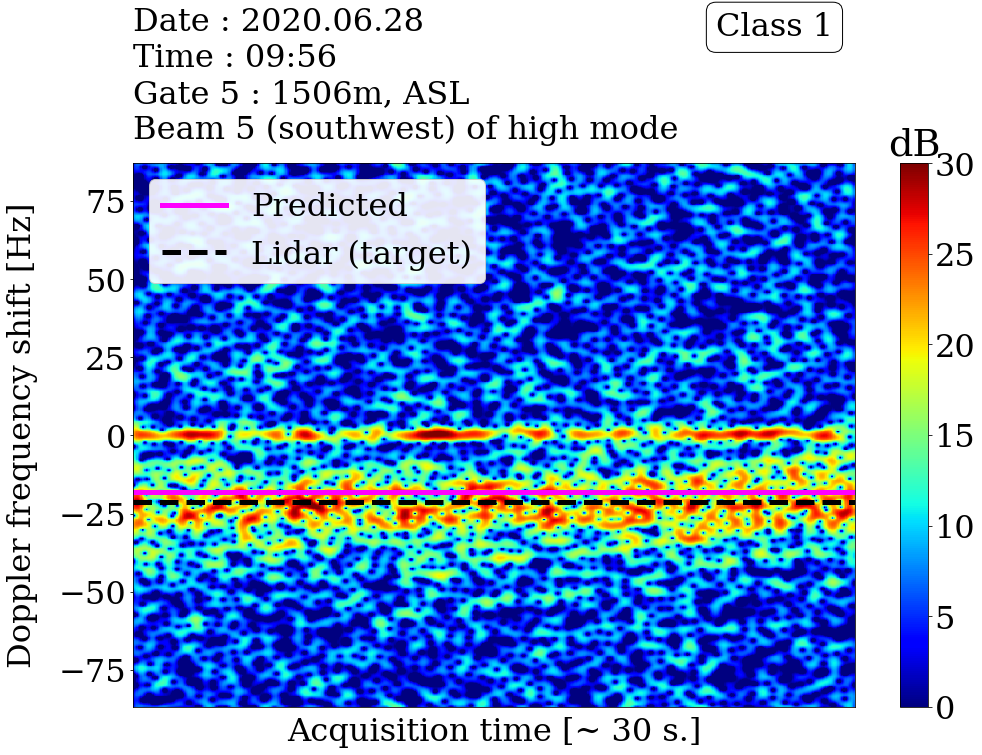 Date : 2020.06.28
Time : 09:56
Gate 5 : 1506m, ASL
Beam 5 (southwest) of high mode
Class 1
Predicted
Lidar (target)
Doppler frequency shift [Hz]
75
50
25
0
−25
−50
−75
Acquisition time [~ 30 s.]
dB
30
25
20
15
10
5
0